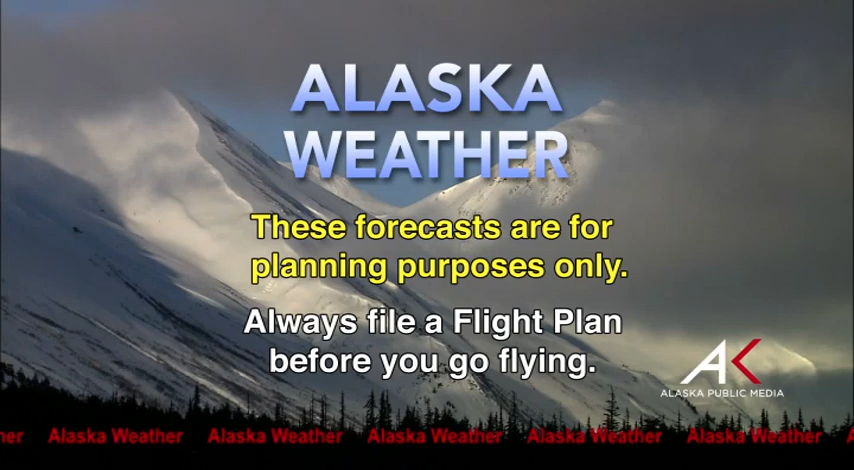 ALASKA
WEATHER
These forecasts are for
planning purposes only.
Always file a Flight Plan
before you go flying.
AK
ALASKA PUBLIC MEDIA
her Alaska Weather Alaska Weather Alaska Weather Alaska Weather Alaska Weather A